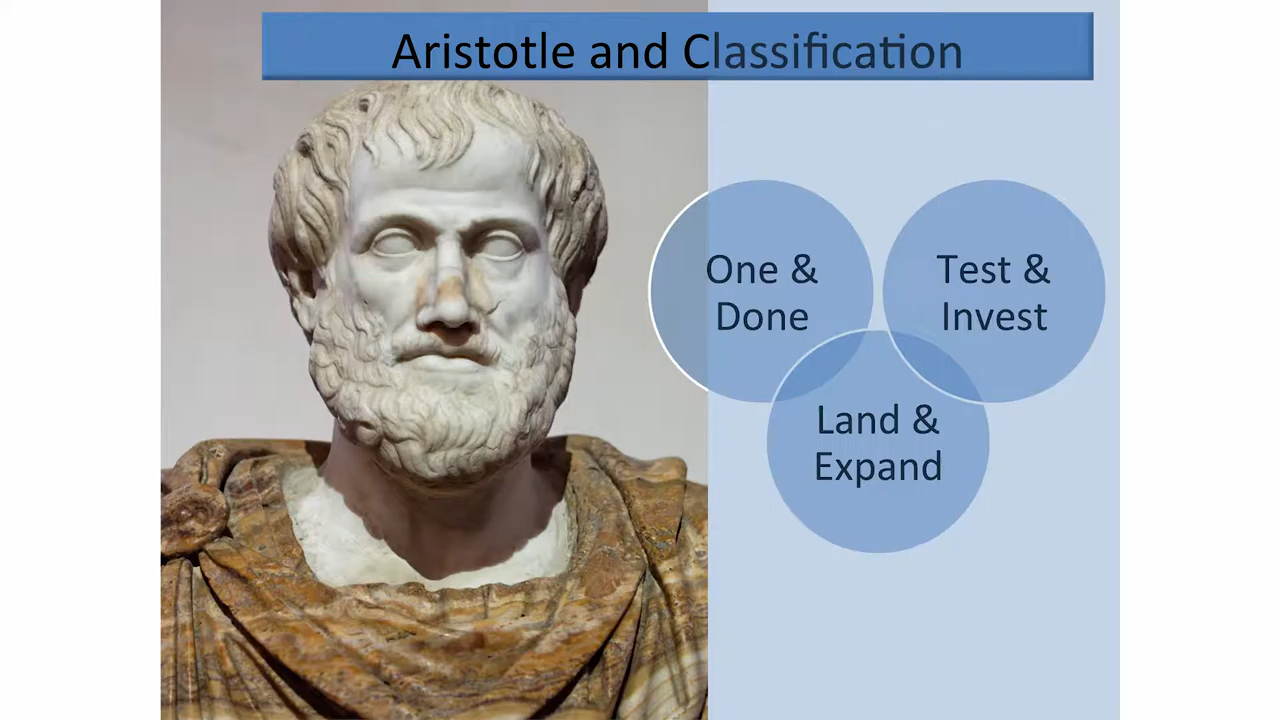 Aristotle and Classification
One &
Done
Test &
Invest
Land &
Expand